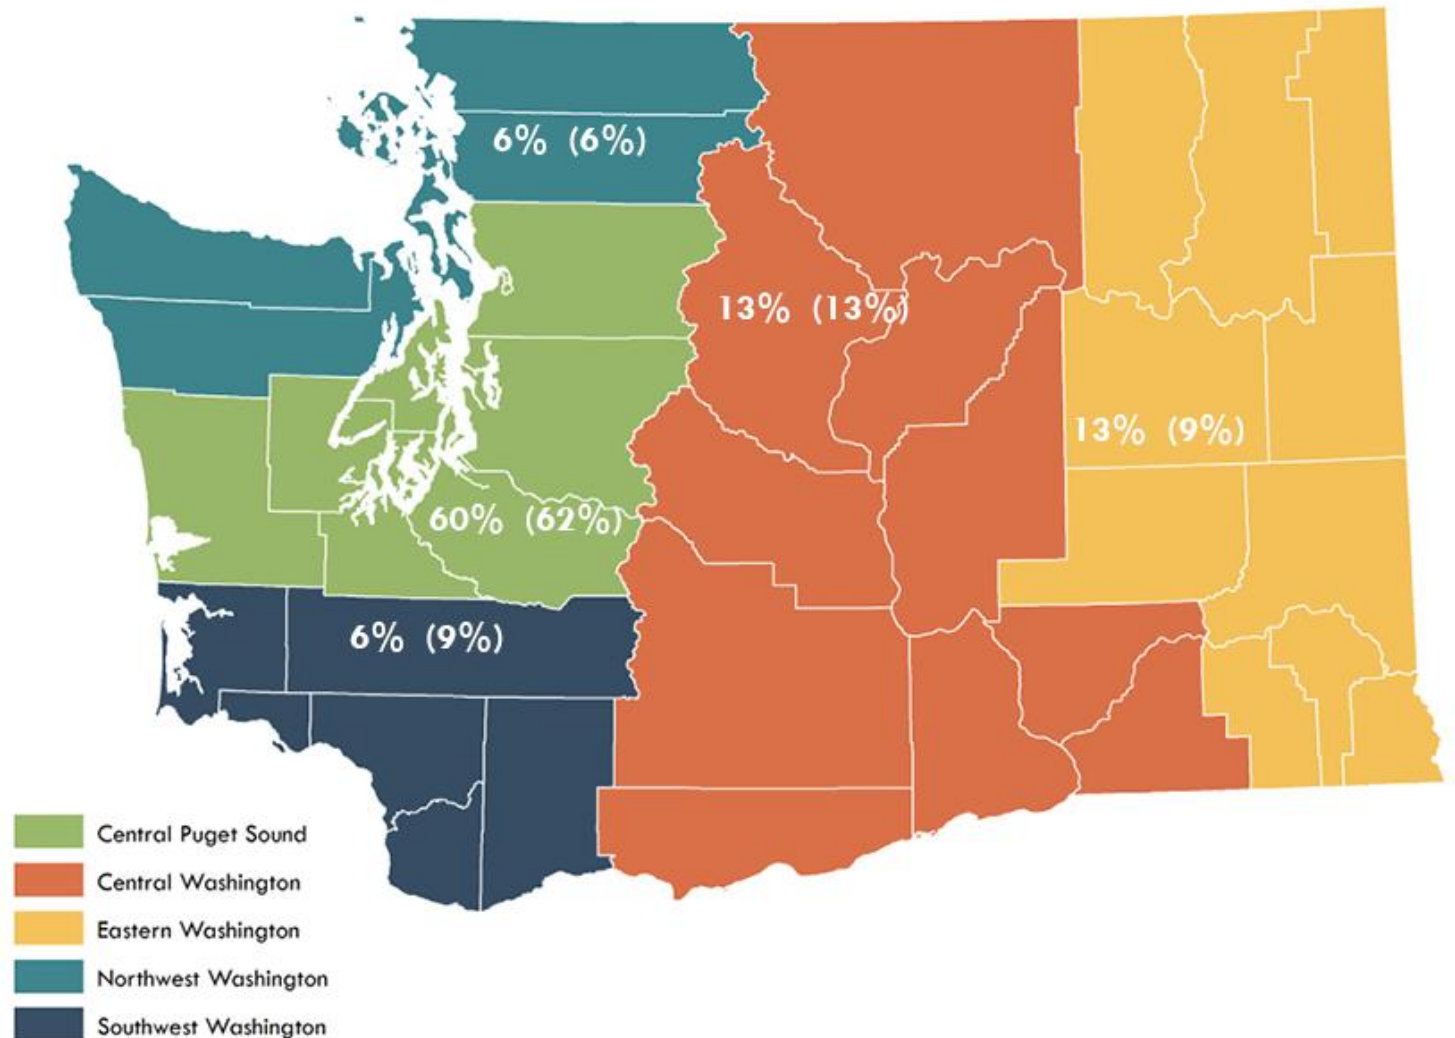 6% (6%)
13% (13%)
13% (9%)
60% (62%)
6% (9%)
Central Puget Sound
Central Washington
Eastern Washington
Northwest Washington
Southwest Washington